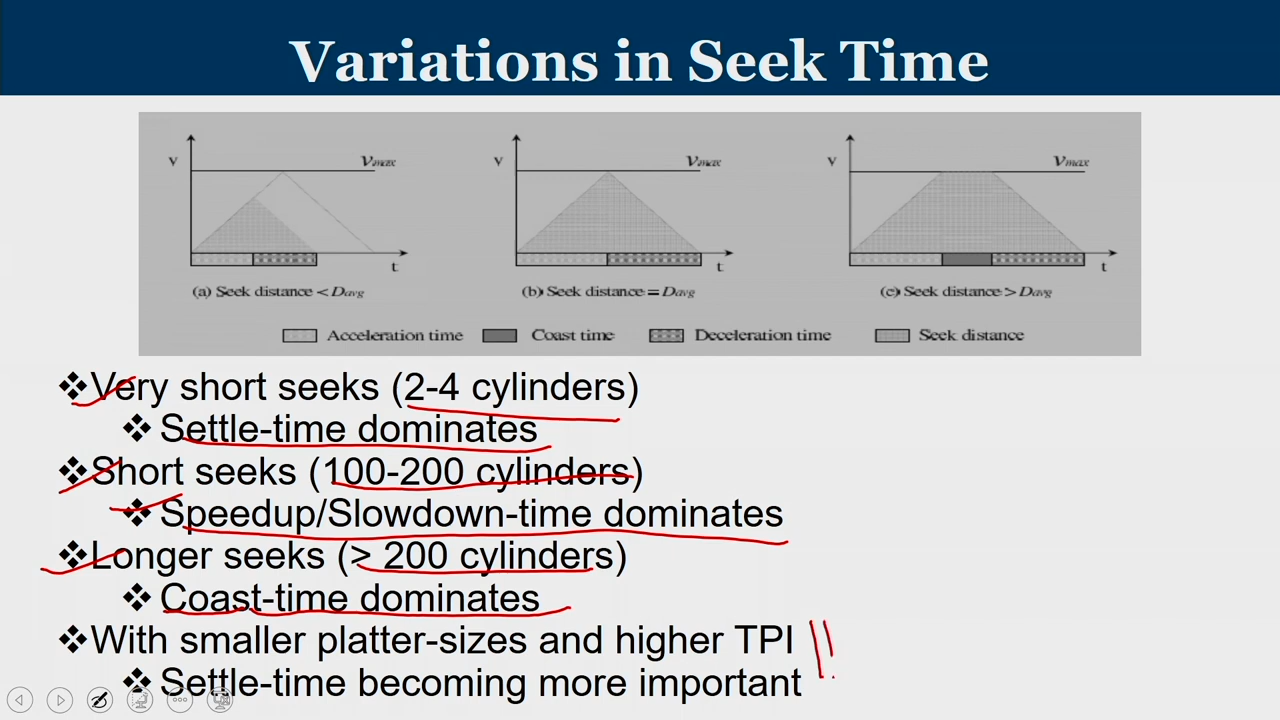 Variations in Seek Time
v Vmax t
v Vmax t
v Vmax t
(a) Seek distance < Davg
(b) Seek distance = Davg
(c) Seek distance > Davg
Acceleration time Coast time Deceleration time Seek distance
❖Very short seeks (2-4 cylinders)
❖ Settle-time dominates
❖Short seeks (100-200 cylinders)
❖ Speedup/Slowdown-time dominates
❖Longer seeks (> 200 cylinders)
❖ Coast-time dominates
❖With smaller platter-sizes and higher TPI
❖ Settle-time becoming more important